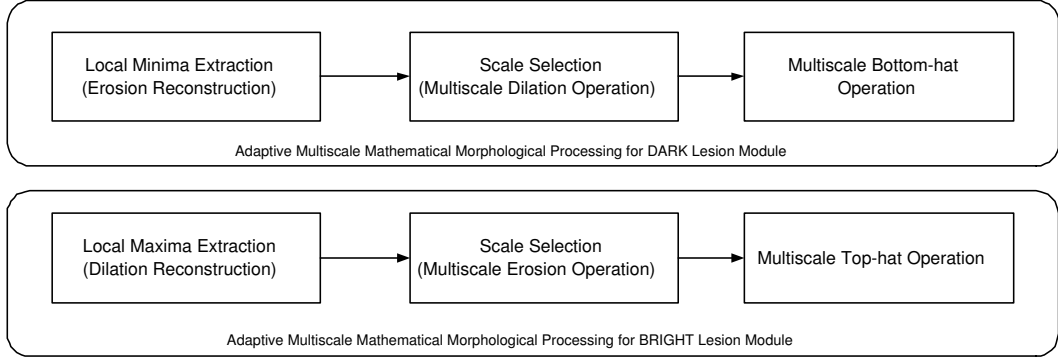 Local Minima Extraction
(Erosion Reconstruction)
Scale Selection
(Multiscale Dilation Operation)
Multiscale Bottom-hat
Operation
Adaptive Multiscale Mathematical Morphological Processing for DARK Lesion Module
Local Maxima Extraction
(Dilation Reconstruction)
Scale Selection
(Multiscale Erosion Operation)
Multiscale Top-hat Operation
Adaptive Multiscale Mathematical Morphological Processing for BRIGHT Lesion Module